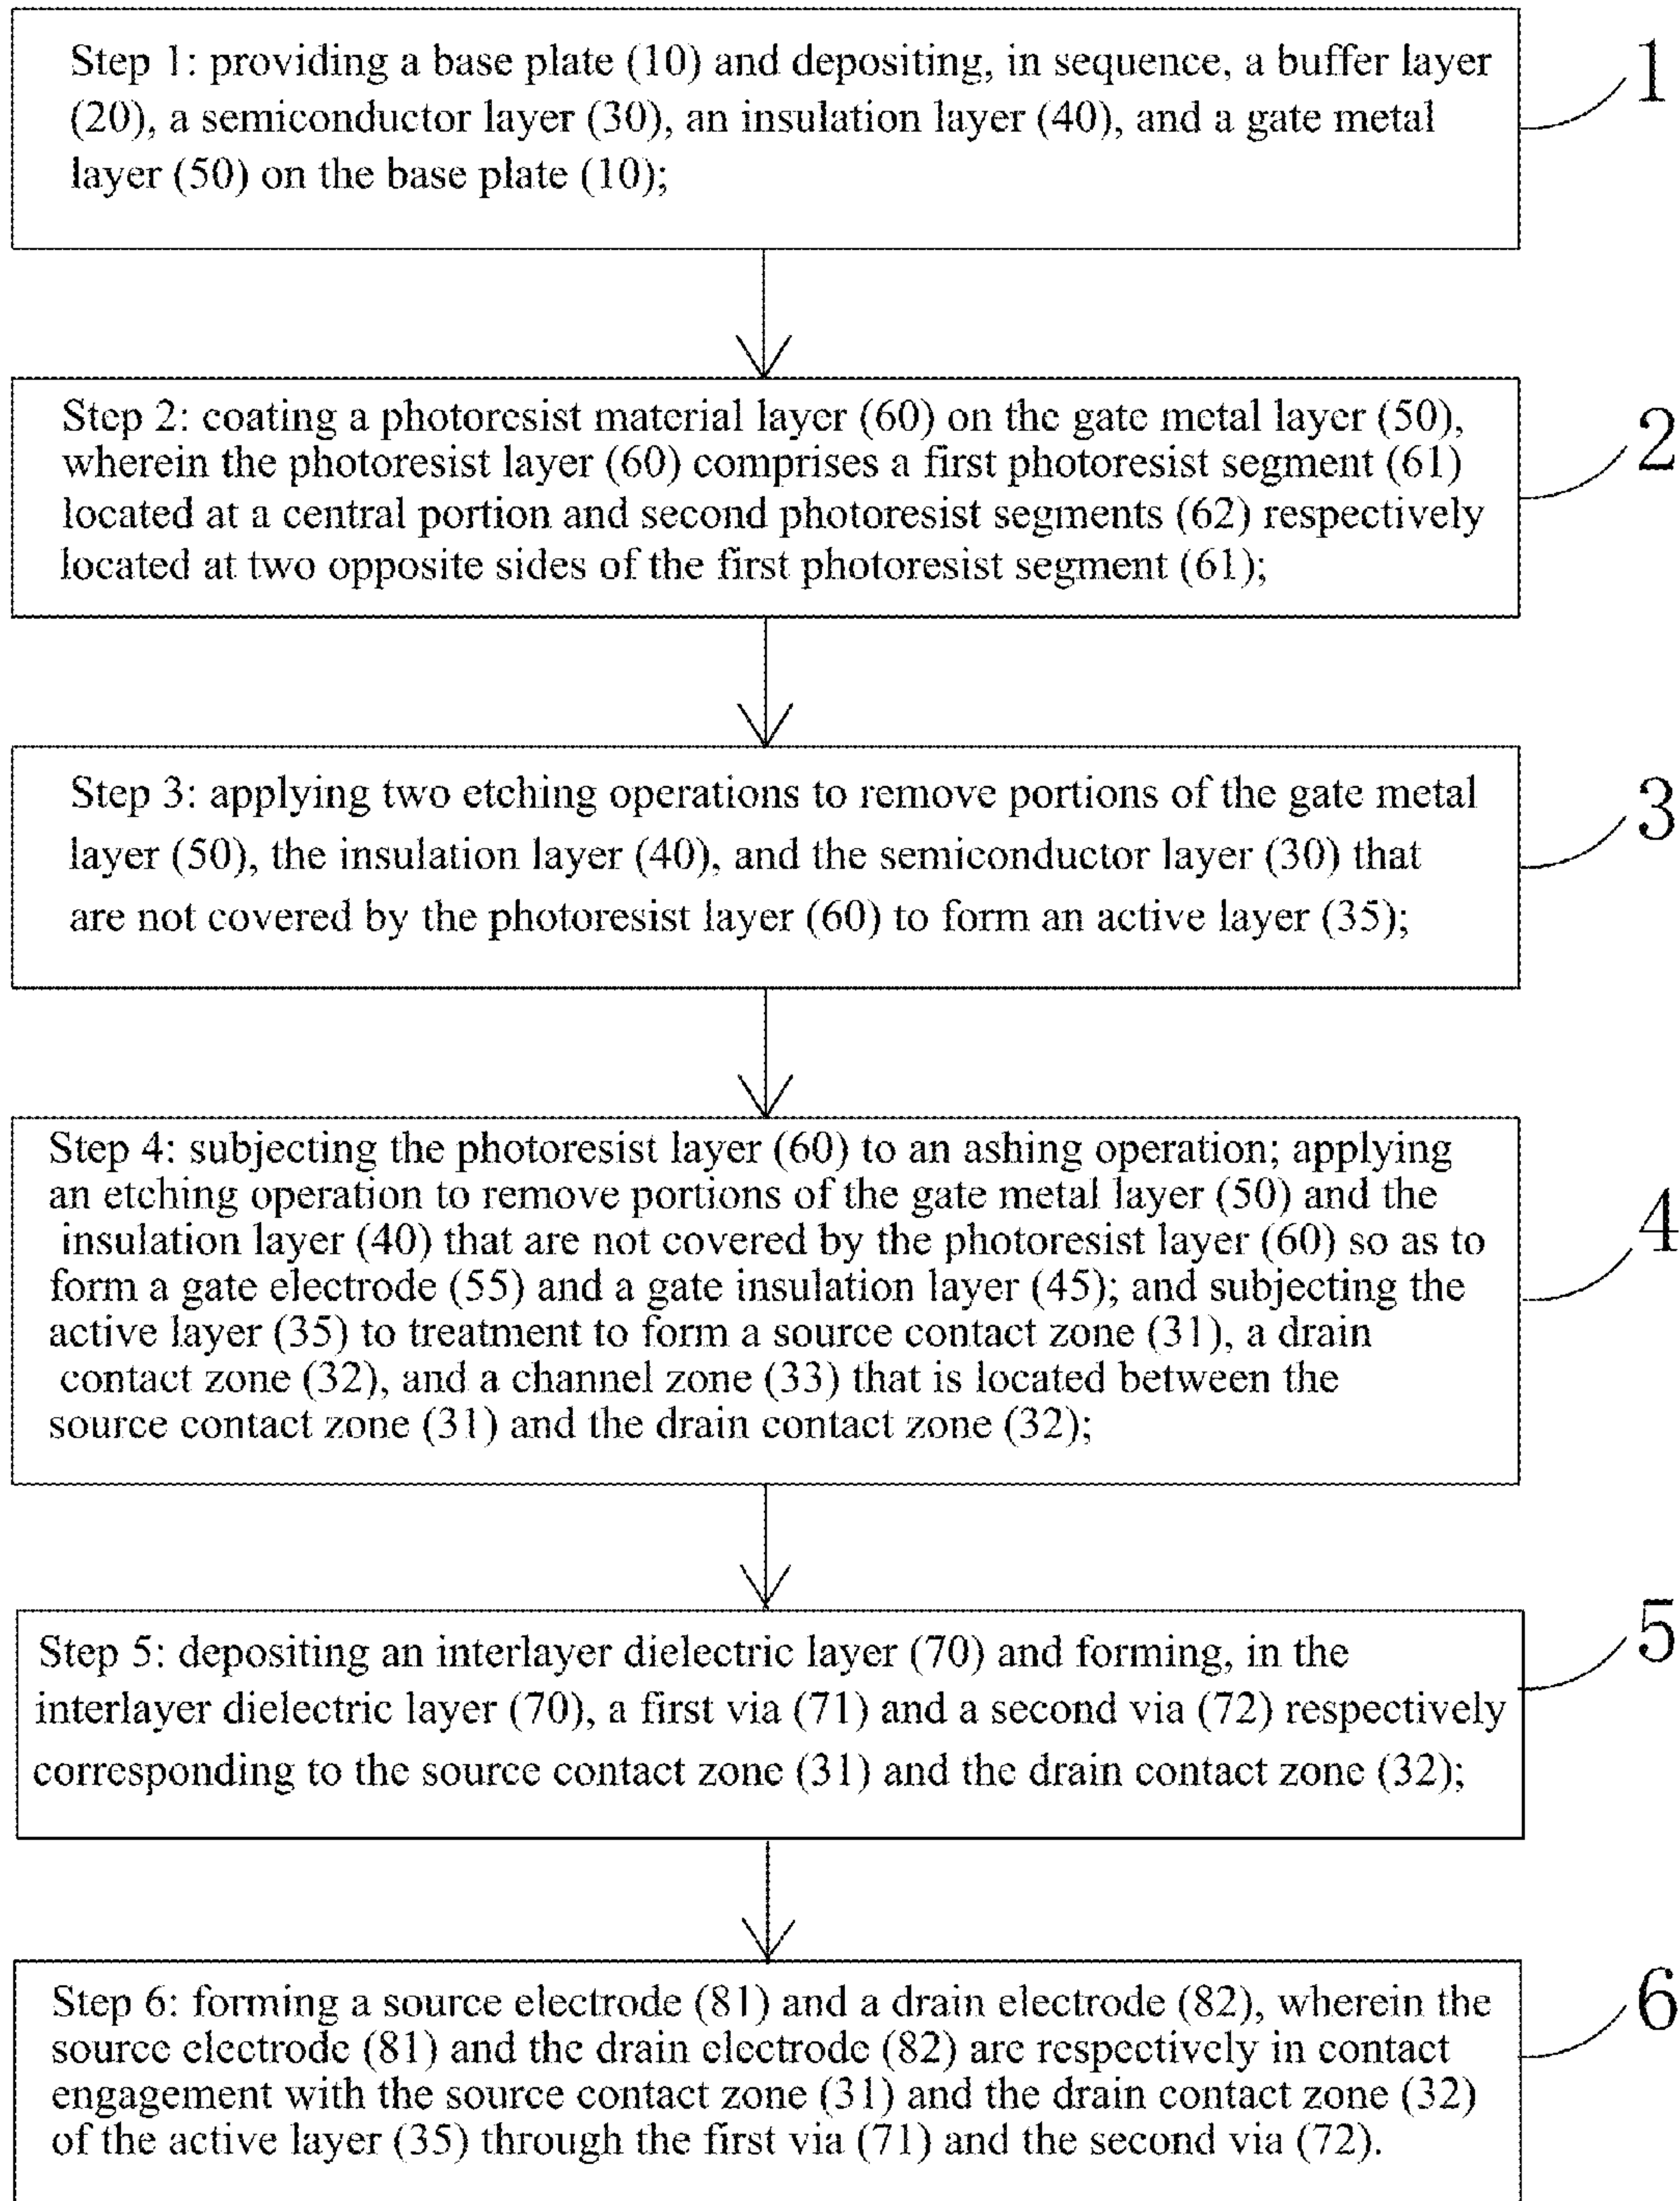 Step 1: providing a base plate (10) and depositing, in sequence, a buffer layer
(20), a semiconductor layer (30), an insulation layer (40), and a gate metal
layer (50) on the base plate (10);
1
Step 2: coating a photoresist material layer (60) on the gate metal layer (50),
wherein the photoresist layer (60) comprises a first photoresist segment (61)
located at a central portion and second photoresist segments (62) respectively
located at two opposite sides of the first photoresist segment (61);
2
Step 3: applying two etching operations to remove portions of the gate metal
layer (50), the insulation layer (40), and the semiconductor layer (30) that
are not covered by the photoresist layer (60) to form an active layer (35);
3
Step 4: subjecting the photoresist layer (60) to an ashing operation; applying
an etching operation to remove portions of the gate metal layer (50) and the
insulation layer (40) that are not covered by the photoresist layer (60) so as to
form a gate electrode (55) and a gate insulation layer (45); and subjecting the
active layer (35) to treatment to form a source contact zone (31), a drain
contact zone (32), and a channel zone (33) that is located between the
source contact zone (31) and the drain contact zone (32);
4
Step 5: depositing an interlayer dielectric layer (70) and forming, in the
interlayer dielectric layer (70), a first via (71) and a second via (72) respectively
corresponding to the source contact zone (31) and the drain contact zone (32);
5
Step 6: forming a source electrode (81) and a drain electrode (82), wherein the
source electrode (81) and the drain electrode (82) are respectively in contact
engagement with the source contact zone (31) and the drain contact zone (32)
of the active layer (35) through the first via (71) and the second via (72).
6